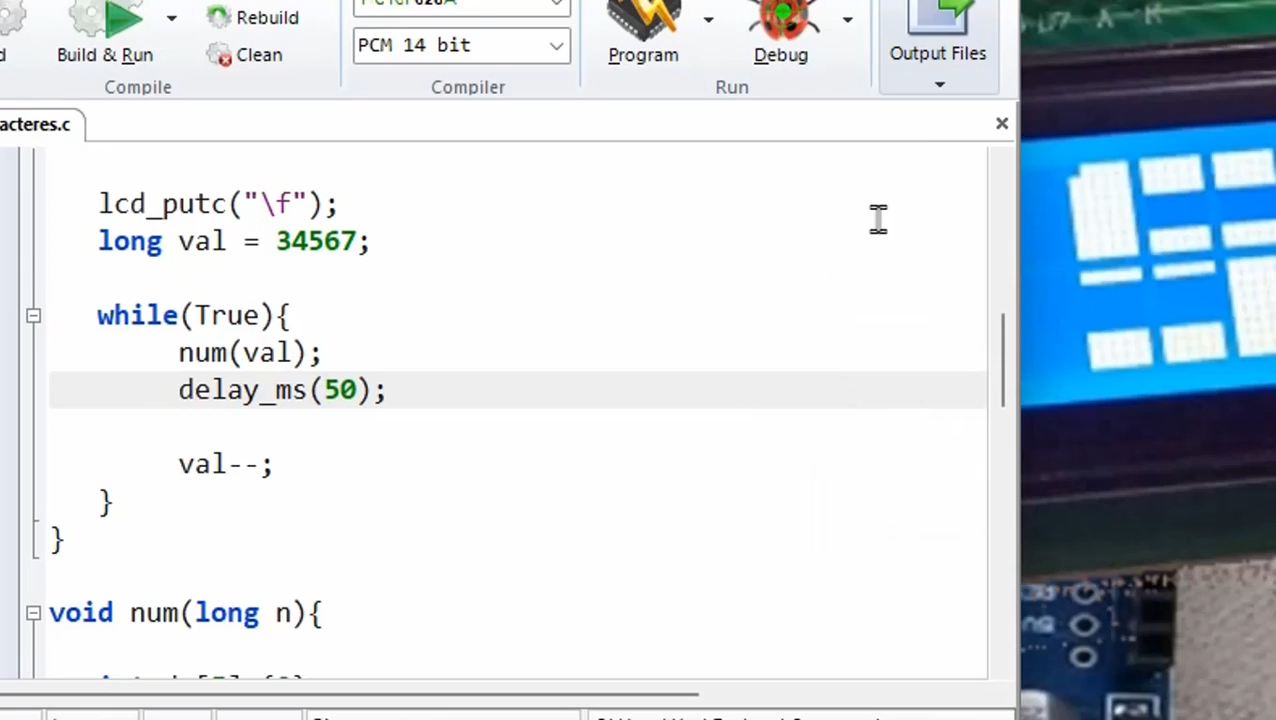 Rebuild
Build & Run
Clean
PCM 14 bit
Program
Debug
Output Files
Compile
Compiler
Run
acteres.c
lcd_putc("\f");
long val = 34567;
while(True){
num(val);
delay_ms(50);
val--;
}
}
void num(long n){